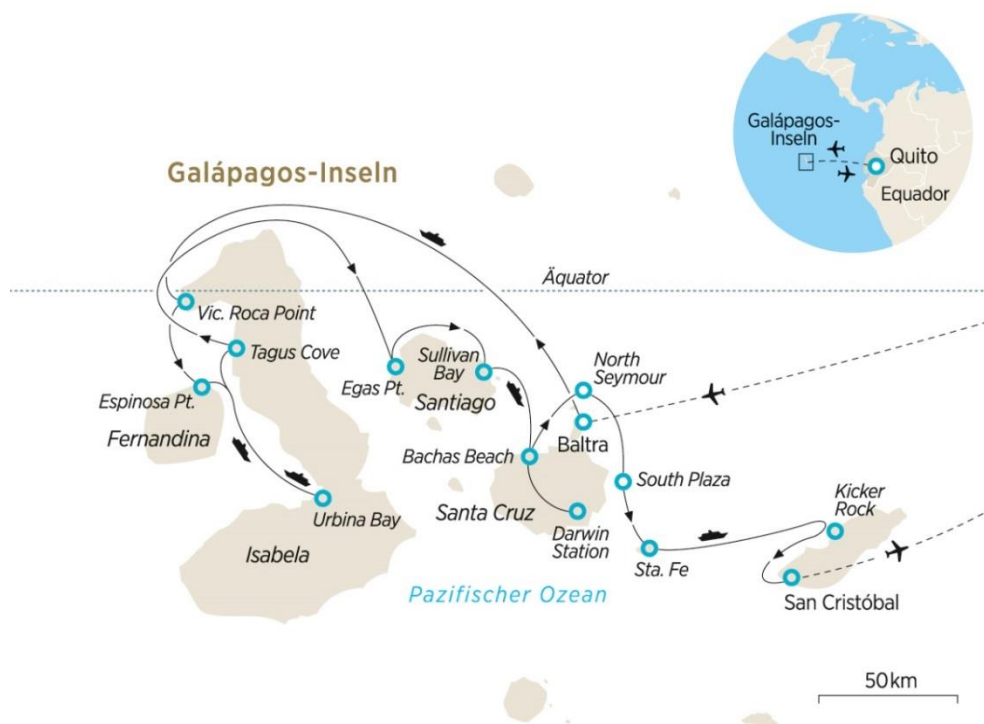 Galápagos-
Inseln
Quito
Equador
Galápagos-Inseln
Äquator
Vic. Roca Point
Tagus Cove
Sullivan
Bay
North
Seymour
Egas Pt.
Espinosa Pt.
Santiago
Fernandina
Baltra
Bachas Beach
South Plaza
Kicker
Rock
Urbina Bay
Santa Cruz
Darwin
Station
Isabela
Sta. Fe
Pazifischer Ozean
San Cristóbal
50 km